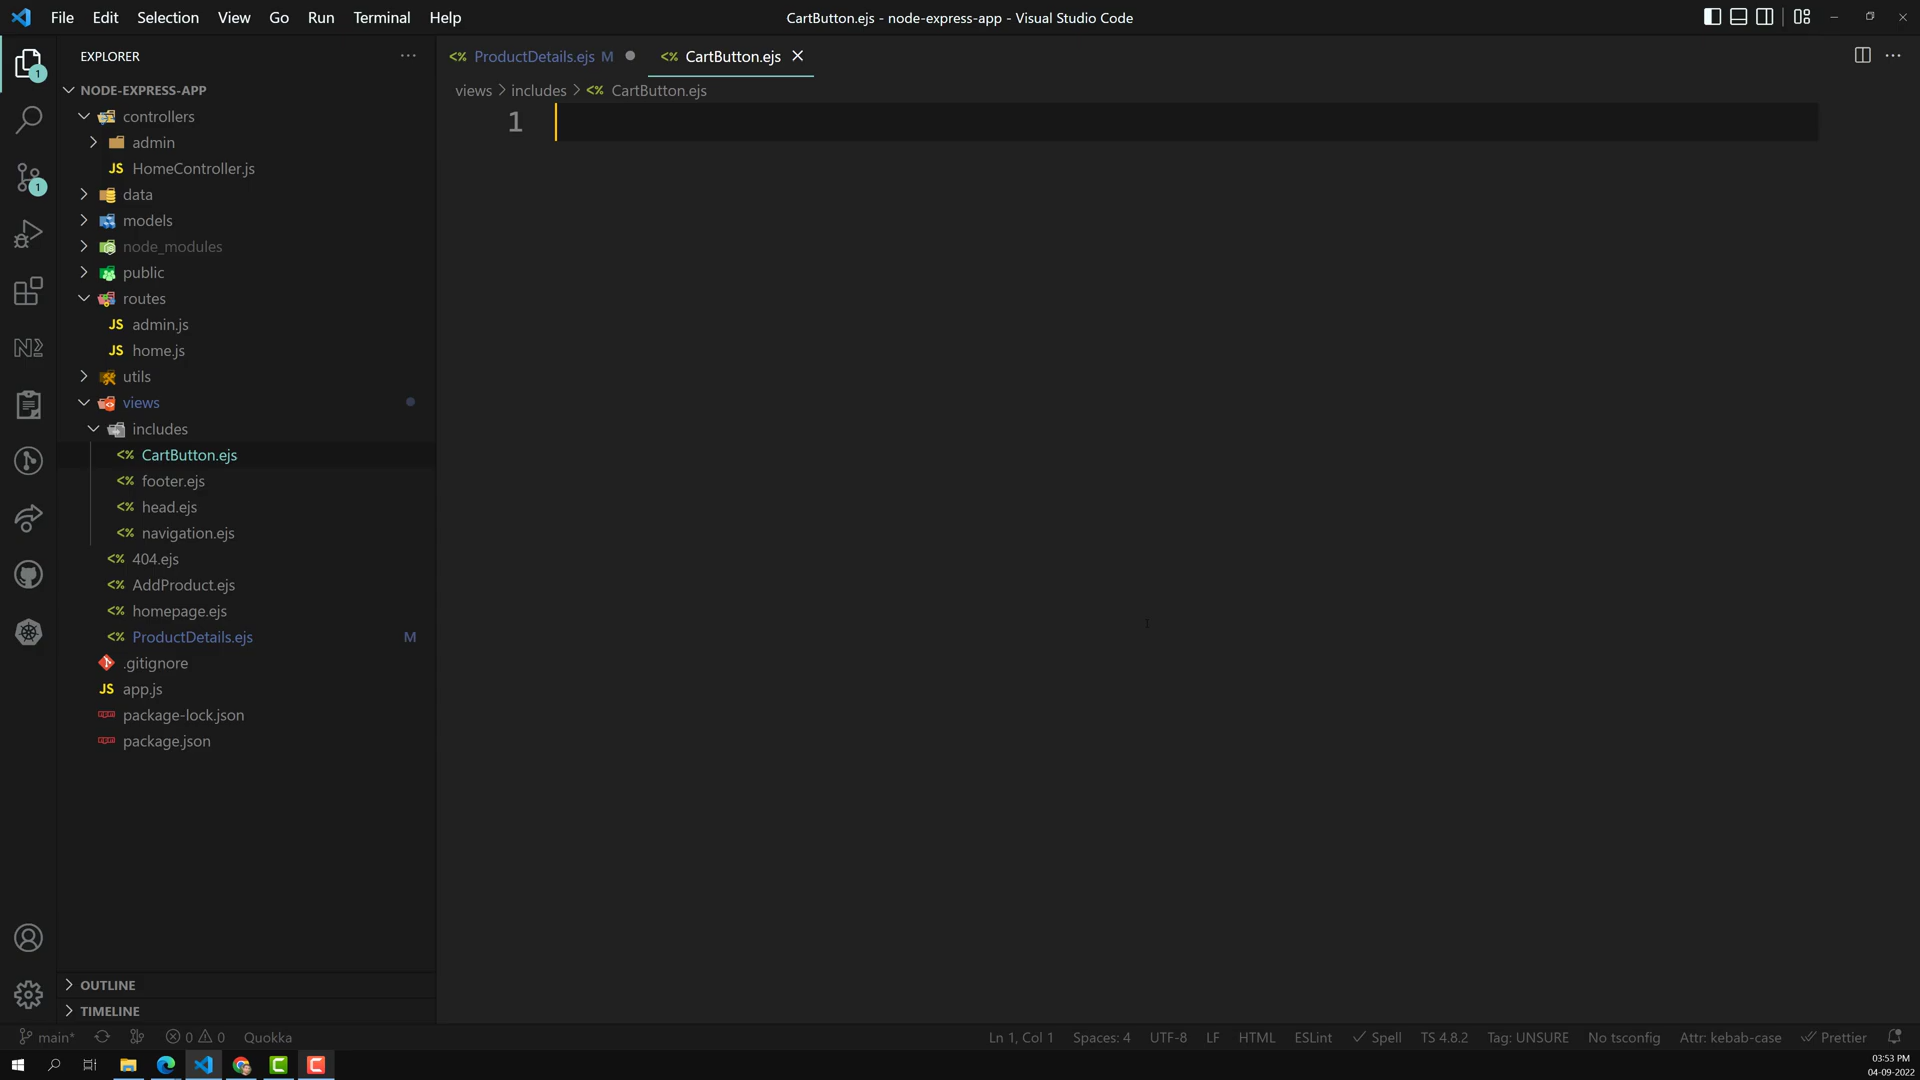 File Edit Selection View Go Run Terminal Help
CartButton.ejs - node-express-app - Visual Studio Code
EXPLORER
NODE-EXPRESS-APP
controllers
admin
JS HomeController.js
data
models
node_modules
public
routes
JS admin.js
JS home.js
utils
views
includes
<% CartButton.ejs
<% footer.ejs
<% head.ejs
<% navigation.ejs
<% 404.ejs
<% AddProduct.ejs
<% homepage.ejs
<% ProductDetails.ejs M
.gitignore
JS app.js
package-lock.json
package.json
OUTLINE
TIMELINE
1
1
<% ProductDetails.ejs M
<% CartButton.ejs
views > includes > <% CartButton.ejs
1
main* 0 0 Quokka
Ln 1, Col 1 Spaces: 4 UTF-8 LF HTML ESLint Spell TS 4.8.2 Tag: UNSURE No tsconfig Attr: kebab-case Prettier
03:53 PM
04-09-2022